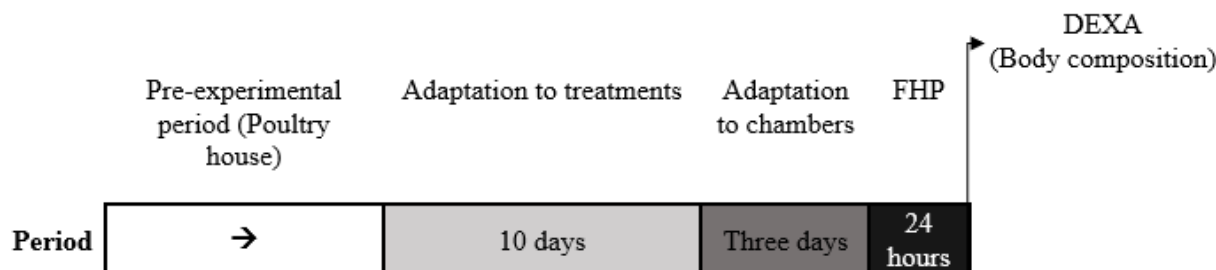 DEXA
(Body composition)
Pre-experimental
period (Poultry
house)
Adaptation to treatments
Adaptation
to chambers
FHP
Period
→
10 days
Three days
24
hours